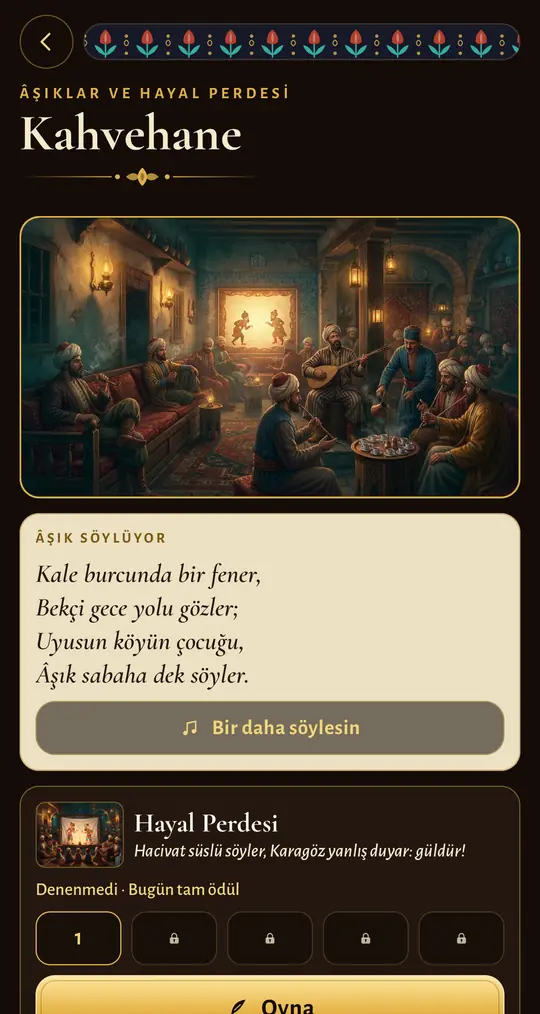 ÂŞIKLAR VE HAYAL PERDESİ
Kahvehane
ÂŞIK SÖYLÜYOR
Kale burcunda bir fener,
Bekçi gece yolu gözler;
Uyusun köyün çocuğu,
Âşık sabaha dek söyler.
Bir daha söylesin
Hayal Perdesi
Hacivat süslü söyler, Karagöz yanlış duyar: güldür!
Denenmedi · Bugün tam ödül
1
Oyna